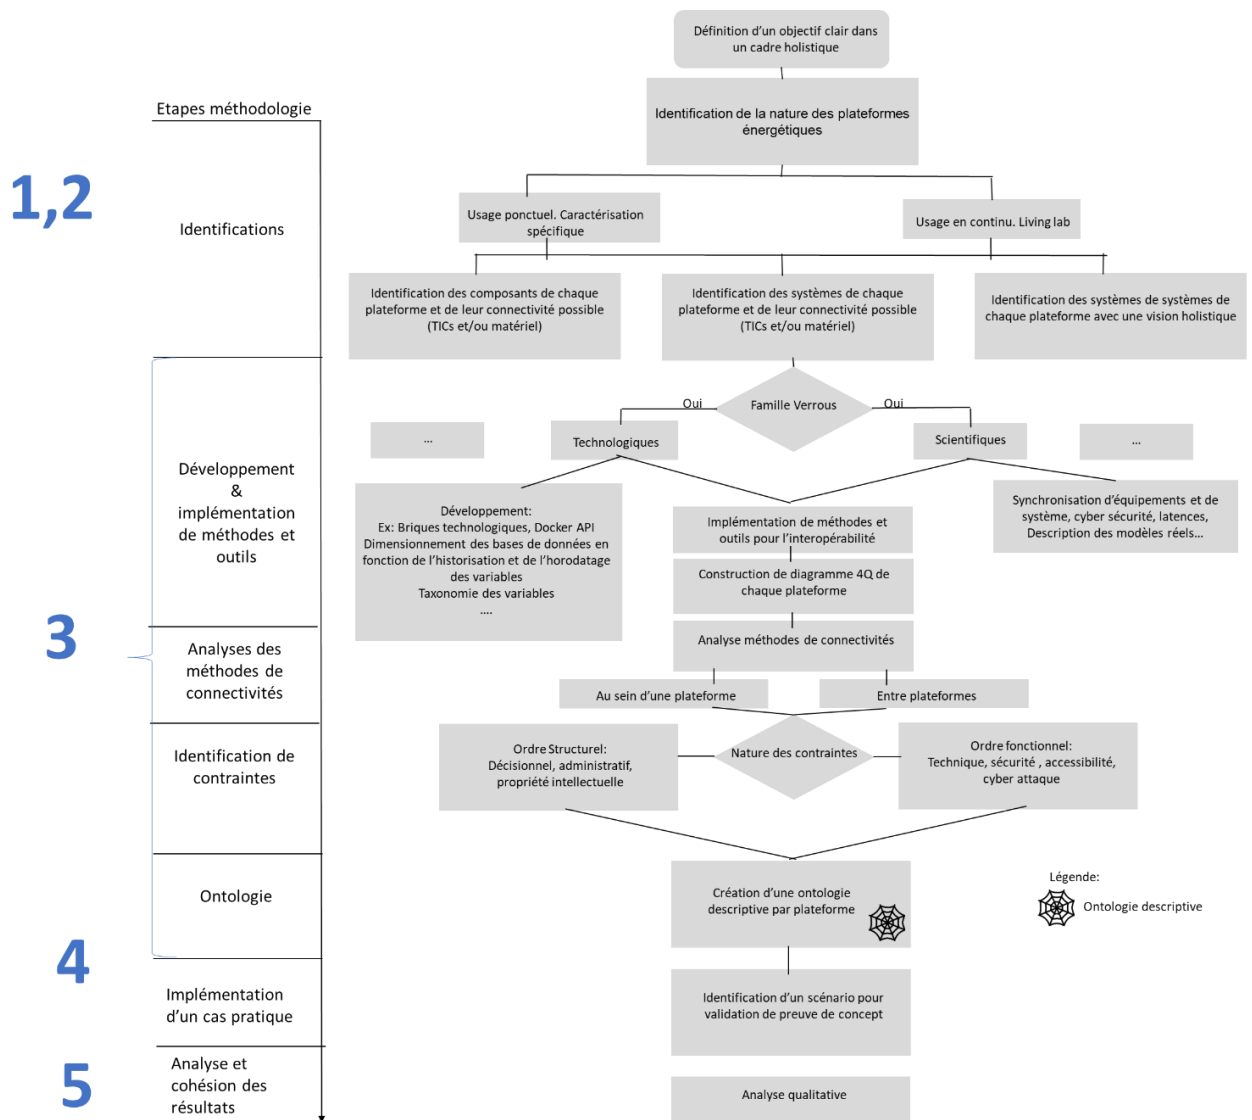 Définition d’un objectif clair dans
un cadre holistique
Etapes méthodologie
Identification de la nature des plateformes
énergétiques
1,2
Identifications
Usage ponctuel. Caractérisation
spécifique
Usage en continu. Living lab
Identification des composants de chaque
plateforme et de leur connectivité possible
(TICs et/ou matériel)
Identification des systèmes de chaque
plateforme et de leur connectivité possible
(TICs et/ou matériel)
Identification des systèmes de systèmes de
chaque plateforme avec une vision holistique
Oui
Famille Verrous
Oui
...
Technologiques
Scientifiques
...
Développement
&
implémentation
de méthodes et
outils
Développement:
Ex: Briques technologiques, Docker API
Dimensionnement des bases de données en
fonction de l’historisation et de l’horodatage
des variables
Taxonomie des variables
....
Implémentation de méthodes et
outils pour l’interopérabilité
Synchronisation d’équipements et de
système, cyber sécurité, latences,
Description des modèles réels...
Construction de diagramme 4Q de
chaque plateforme
3
Analyses des
méthodes de
connectivités
Analyse méthodes de connectivités
Au sein d’une plateforme
Entre plateformes
Identification de
contraintes
Ordre Structurel:
Décisionnel, administratif,
propriété intellectuelle
Nature des contraintes
Ordre fonctionnel:
Technique, sécurité , accessibilité,
cyber attaque
Ontologie
Création d’une ontologie
descriptive par plateforme
Légende:
Ontologie descriptive
4
Implémentation
d’un cas pratique
Identification d’un scénario pour
validation de preuve de concept
5
Analyse et
cohésion des
résultats
Analyse qualitative